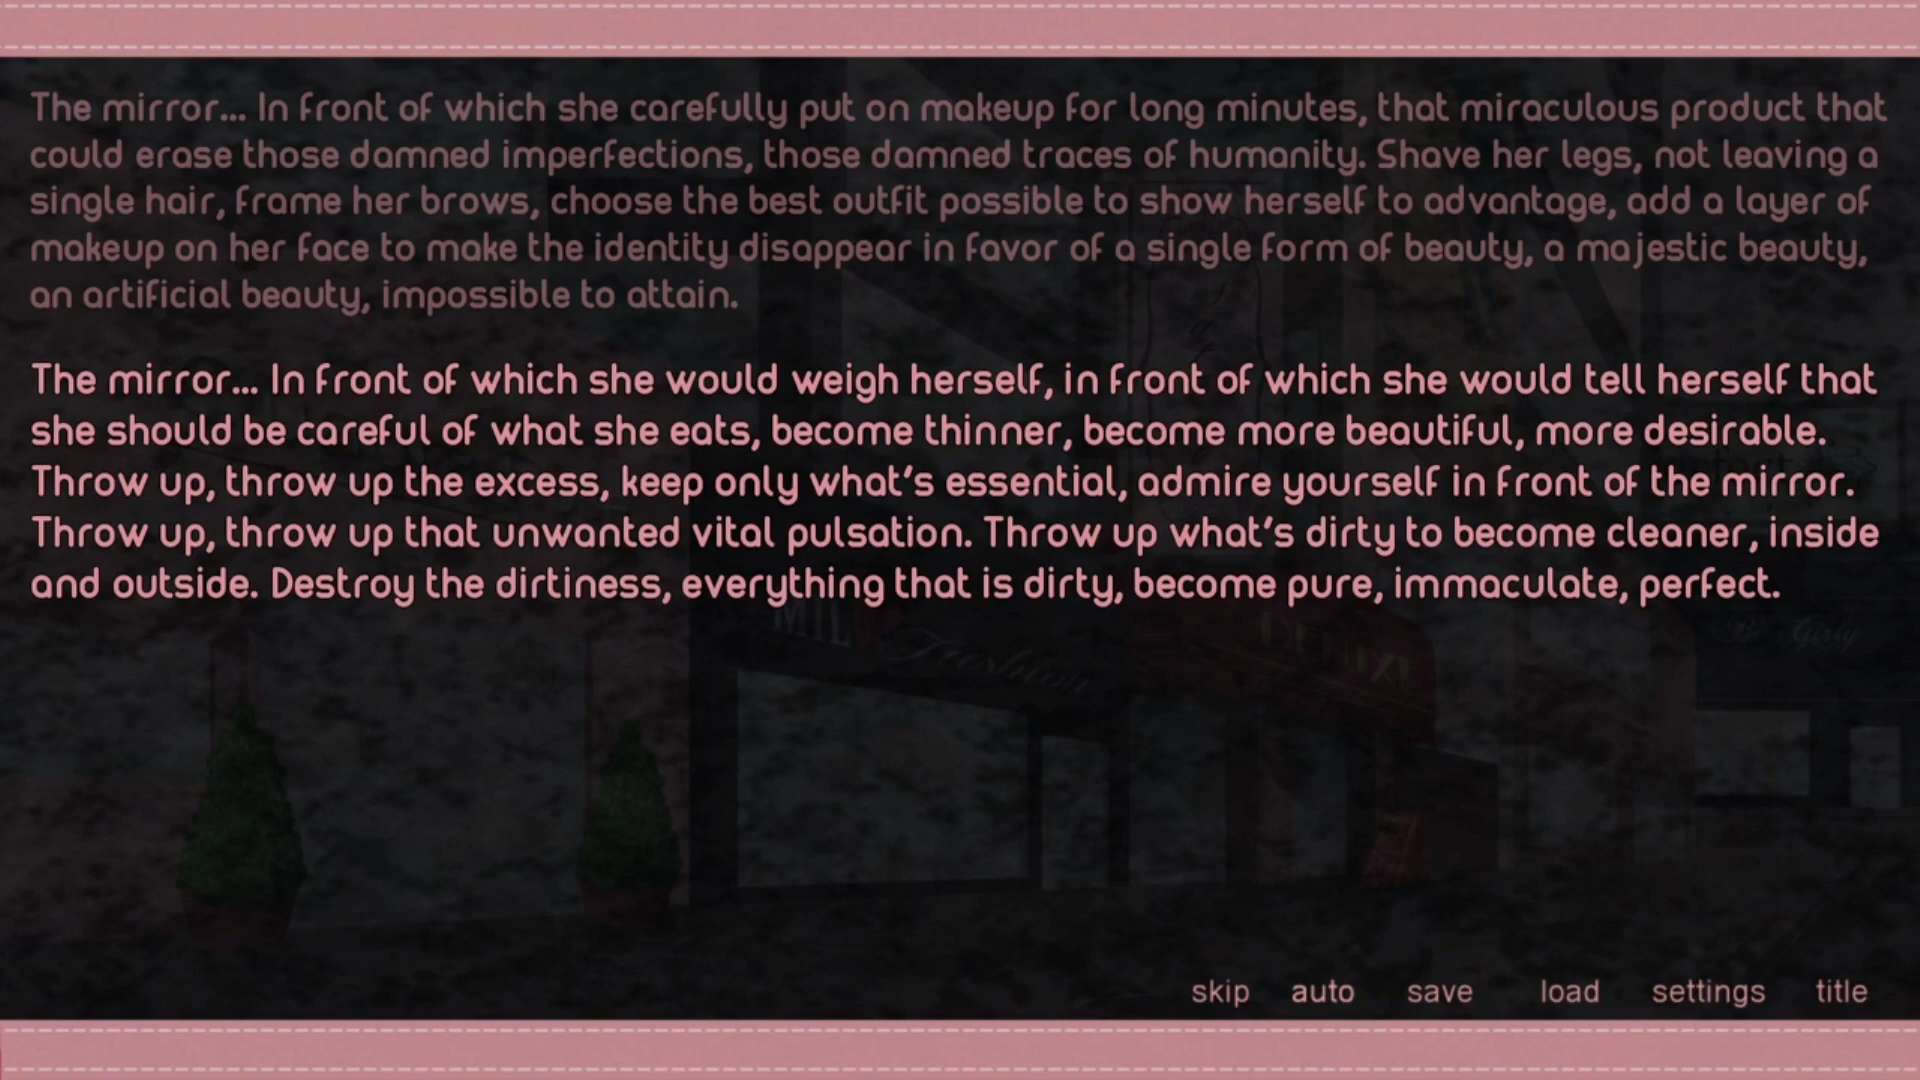 The mirror... In front of which she carefully put on makeup for long minutes, that miraculous product that
could erase those damned imperfections, those damned traces of humanity. Shave her legs, not leaving a
single hair, frame her brows, choose the best outfit possible to show herself to advantage, add a layer of
makeup on her face to make the identity disappear in favor of a single form of beauty, a majestic beauty,
an artificial beauty, impossible to attain.
The mirror... In front of which she would weigh herself, in front of which she would tell herself that
she should be careful of what she eats, become thinner, become more beautiful, more desirable.
Throw up, throw up the excess, keep only what's essential, admire yourself in front of the mirror.
Throw up, throw up that unwanted vital pulsation. Throw up what's dirty to become cleaner, inside
and outside. Destroy the dirtiness, everything that is dirty, become pure, immaculate, perfect.
Fashion
skip auto save load settings title